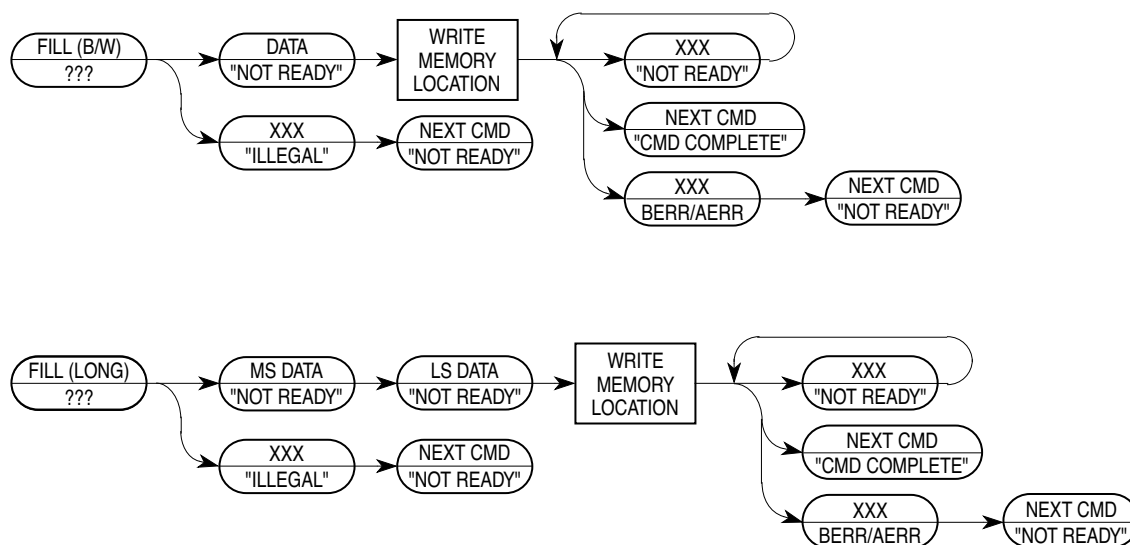 FILL (B/W)
???
DATA
"NOT READY"
WRITE
MEMORY
LOCATION
XXX
"NOT READY"
NEXT CMD
"CMD COMPLETE"
XXX
"ILLEGAL"
NEXT CMD
"NOT READY"
XXX
BERR/AERR
NEXT CMD
"NOT READY"
FILL (LONG)
???
MS DATA
"NOT READY"
LS DATA
"NOT READY"
WRITE
MEMORY
LOCATION
XXX
"NOT READY"
NEXT CMD
"CMD COMPLETE"
XXX
"ILLEGAL"
NEXT CMD
"NOT READY"
XXX
BERR/AERR
NEXT CMD
"NOT READY"